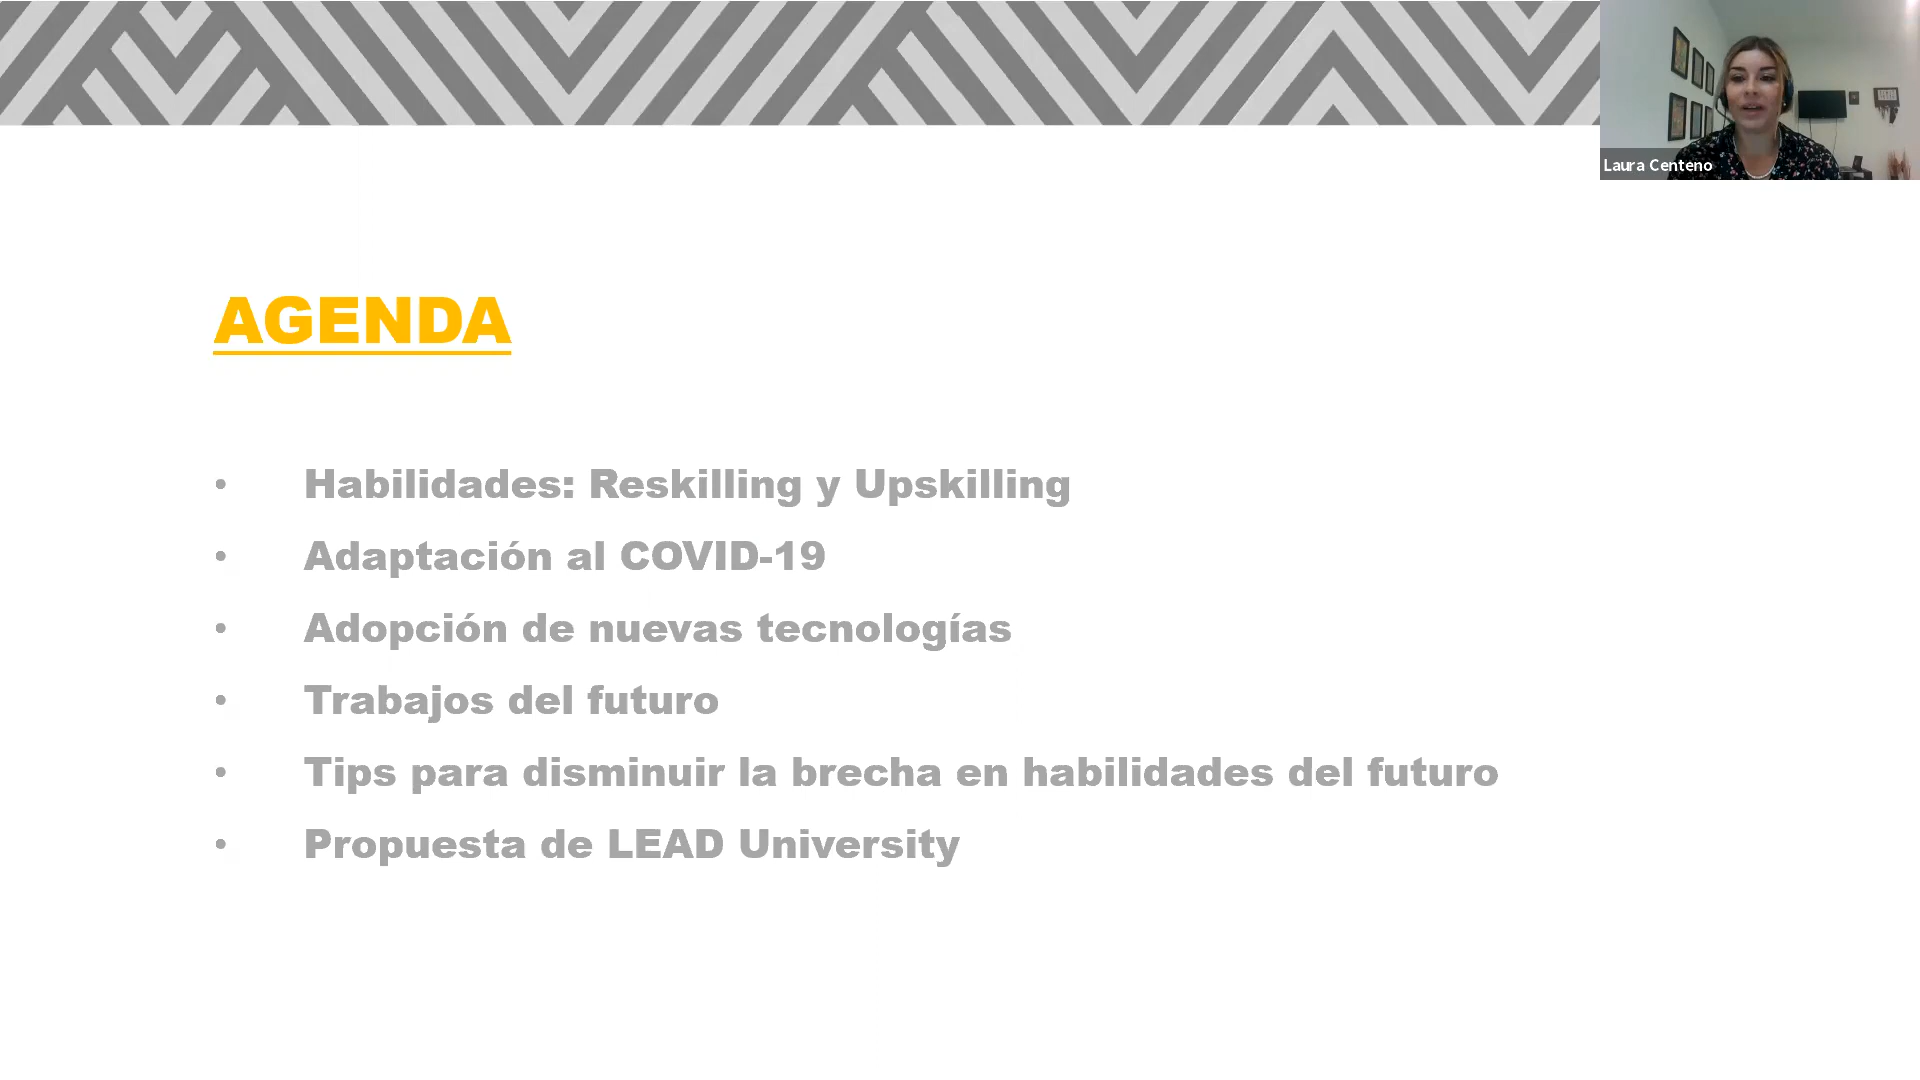 Laura Centeno
AGENDA
• Habilidades: Reskilling y Upskilling
• Adaptación al COVID-19
• Adopción de nuevas tecnologías
• Trabajos del futuro
• Tips para disminuir la brecha en habilidades del futuro
• Propuesta de LEAD University